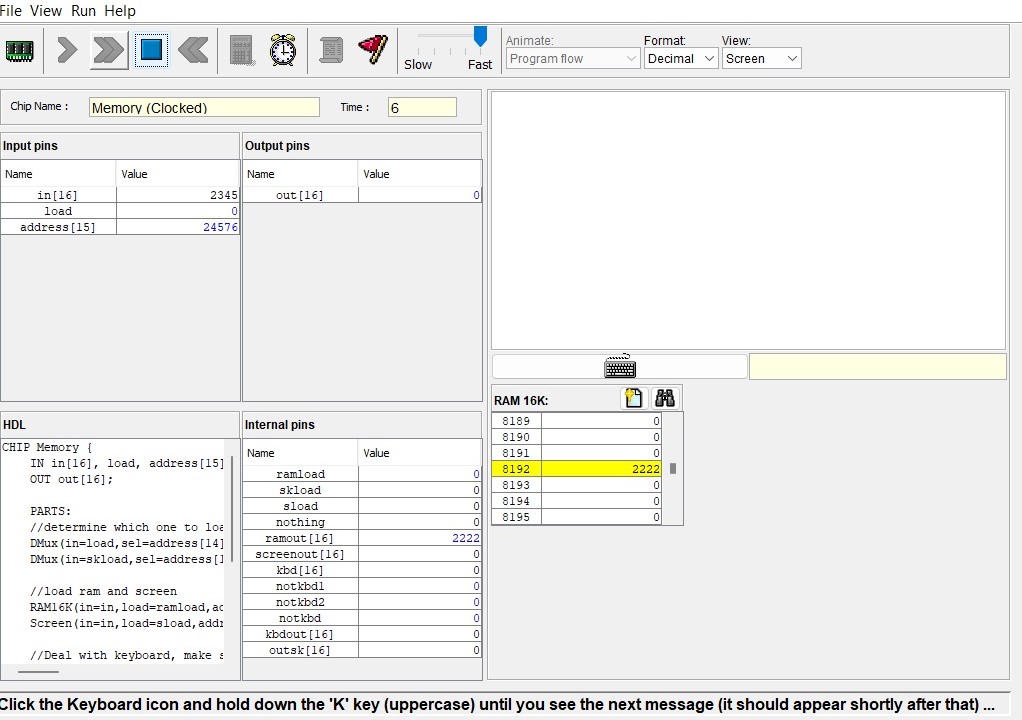 File View Run Help
Slow Fast
Animate:
Program flow
Format:
Decimal
View:
Screen
Chip Name :
Memory (Clocked)
Time :
6
Input pins
Name Value
in[16] 2345
load 0
address[15] 24576
Output pins
Name Value
out[16] 0
HDL
CHIP Memory {
IN in[16], load, address[15]
OUT out[16];
PARTS:
//determine which one to loa
DMux(in=load,sel=address[14]
DMux(in=skload,sel=address[1
//load ram and screen
RAM16K(in=in,load=ramload,ad
Screen(in=in,load=sload,addr
//Deal with keyboard, make s
Internal pins
Name Value
ramload 0
skload 0
sload 0
nothing 0
ramout[16] 2222
screenout[16] 0
kbd[16] 0
notkbd1 0
notkbd2 0
notkbd 0
kbdout[16] 0
outsk[16] 0
RAM 16K:
8189 0
8190 0
8191 0
8192 2222
8193 0
8194 0
8195 0
Click the Keyboard icon and hold down the 'K' key (uppercase) until you see the next message (it should appear shortly after that) ...